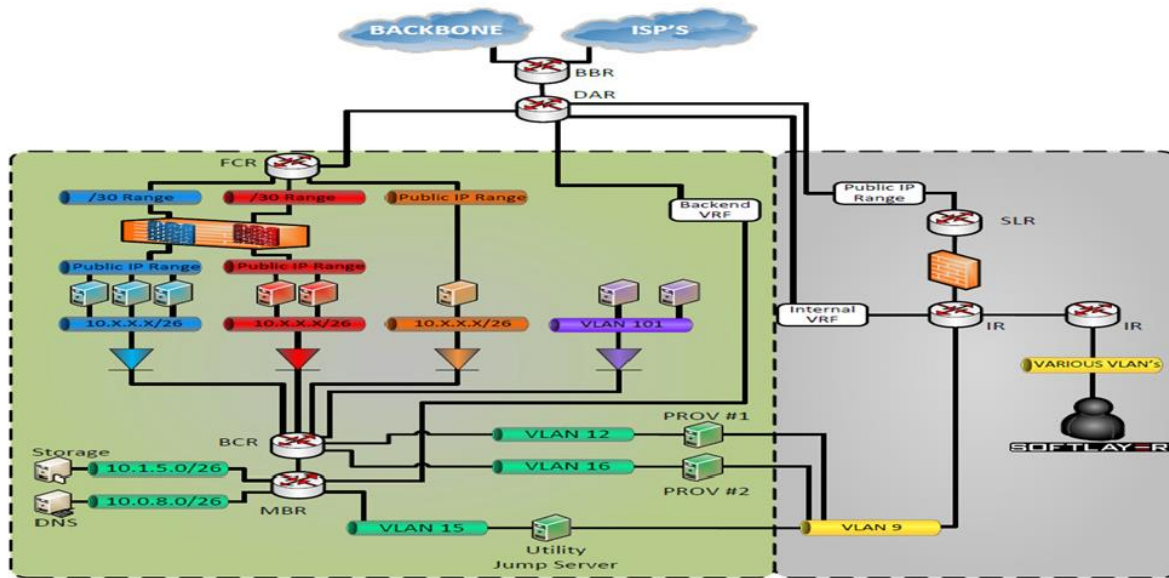 BACKBONE
ISP'S
BBR
DAR
FCR
/30 Range
/30 Range
Public IP Range
Backend
VRF
Public IP
Range
SLR
Public IP Range
Public IP Range
10.X.X.X/26
10.X.X.X/26
10.X.X.X/26
VLAN 101
Internal
VRF
IR
IR
VARIOUS VLAN's
SOFTLAYER
BCR
VLAN 12
PROV #1
VLAN 16
PROV #2
Storage
10.1.5.0/26
10.0.8.0/26
DNS
MBR
VLAN 15
Utility
Jump Server
VLAN 9